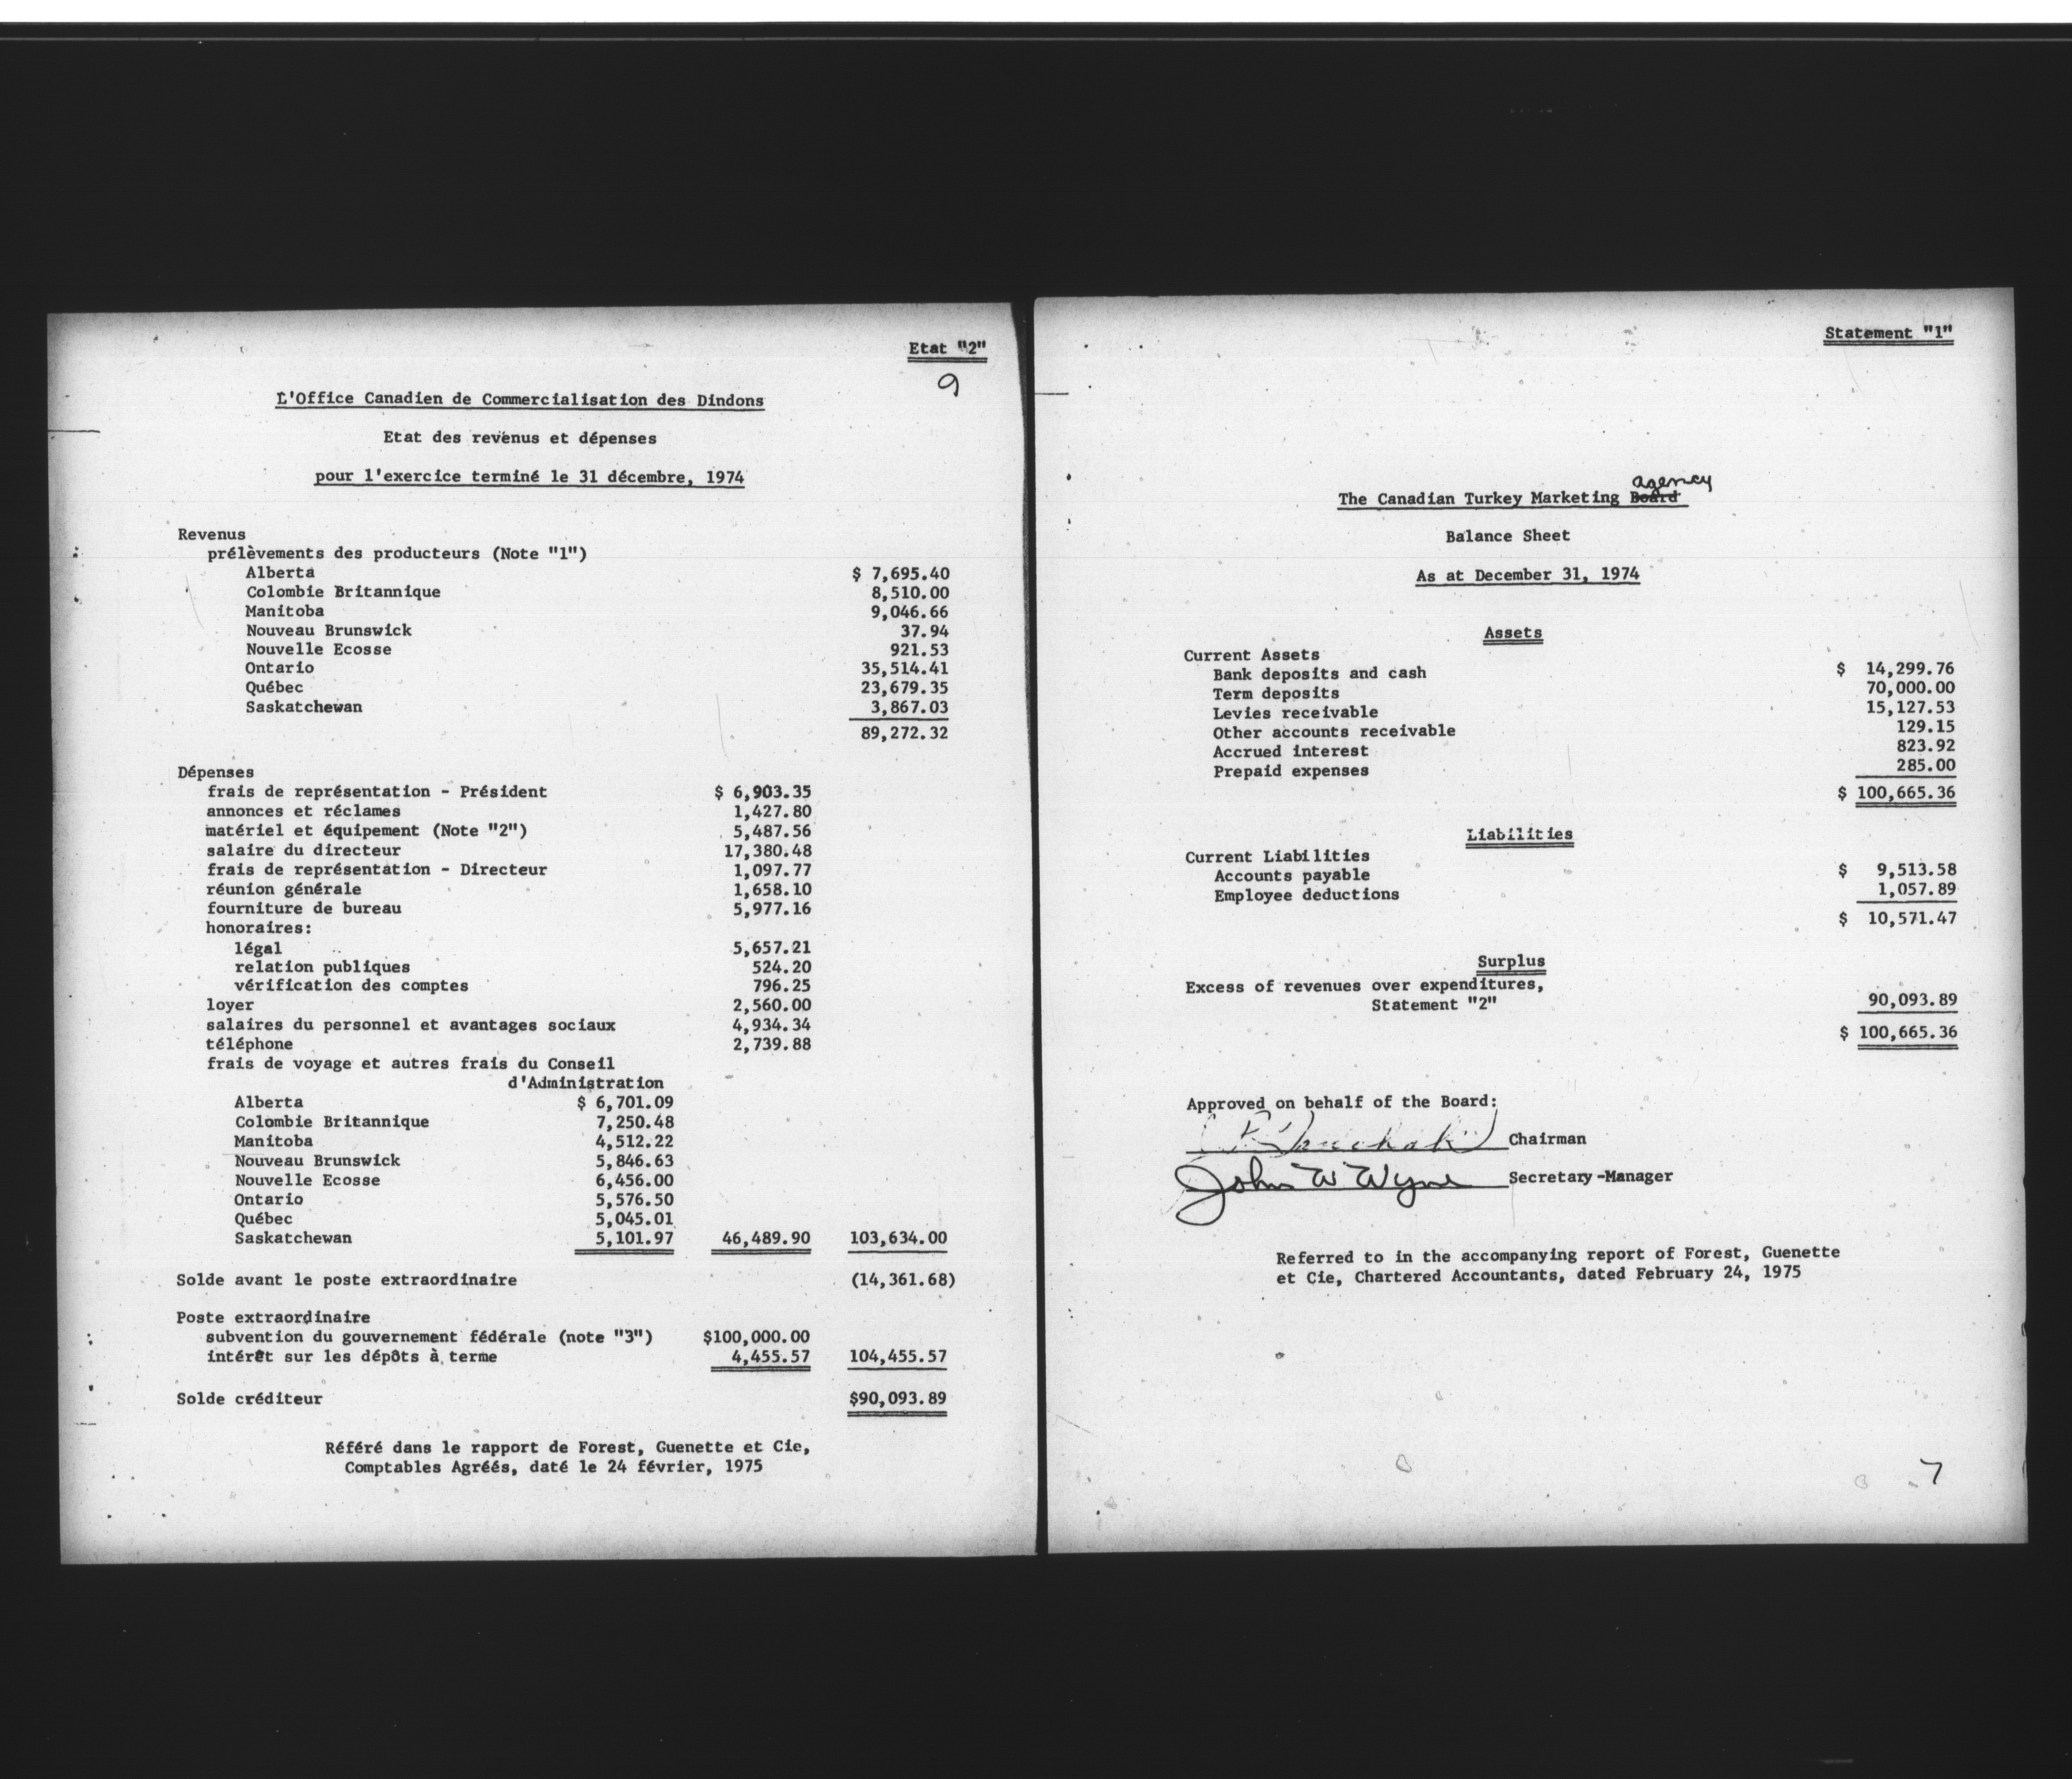 Etat "2"
9
L'Office Canadien de Commercialisation des Dindons
Etat des revenus et dépenses
pour l'exercice terminé le 31 décembre, 1974
Revenus
prélèvements des producteurs (Note "1")
Alberta $ 7,695.40
Colombie Britannique 8,510.00
Manitoba 9,046.66
Nouveau Brunswick 37.94
Nouvelle Ecosse 921.53
Ontario 35,514.41
Québec 23,679.35
Saskatchewan 3,867.03
89,272.32
Dépenses
frais de représentation - Président $ 6,903.35
annonces et réclames 1,427.80
matériel et équipement (Note "2") 5,487.56
salaire du directeur 17,380.48
frais de représentation - Directeur 1,097.77
réunion générale 1,658.10
fourniture de bureau 5,977.16
honoraires:
légal 5,657.21
relation publiques 524.20
vérification des comptes 796.25
loyer 2,560.00
salaires du personnel et avantages sociaux 4,934.34
téléphone 2,739.88
frais de voyage et autres frais du Conseil
d'Administration
Alberta $ 6,701.09
Colombie Britannique 7,250.48
Manitoba 4,512.22
Nouveau Brunswick 5,846.63
Nouvelle Ecosse 6,456.00
Ontario 5,576.50
Québec 5,045.01
Saskatchewan 5,101.97 46,489.90 103,634.00
Solde avant le poste extraordinaire (14,361.68)
Poste extraordinaire
subvention du gouvernement fédérale (note "3") $100,000.00
intérêt sur les dépôts à terme 4,455.57 104,455.57
Solde créditeur $90,093.89
Référé dans le rapport de Forest, Guenette et Cie,
Comptables Agréés, daté le 24 février, 1975
Statement "1"
agency
The Canadian Turkey Marketing Board
Balance Sheet
As at December 31, 1974
Assets
Current Assets
Bank deposits and cash $ 14,299.76
Term deposits 70,000.00
Levies receivable 15,127.53
Other accounts receivable 129.15
Accrued interest 823.92
Prepaid expenses 285.00
$ 100,665.36
Liabilities
Current Liabilities
Accounts payable $ 9,513.58
Employee deductions 1,057.89
$ 10,571.47
Surplus
Excess of revenues over expenditures,
Statement "2" 90,093.89
$ 100,665.36
Approved on behalf of the Board:
Chairman
John W Wyne Secretary-Manager
Referred to in the accompanying report of Forest, Guenette
et Cie, Chartered Accountants, dated February 24, 1975
7